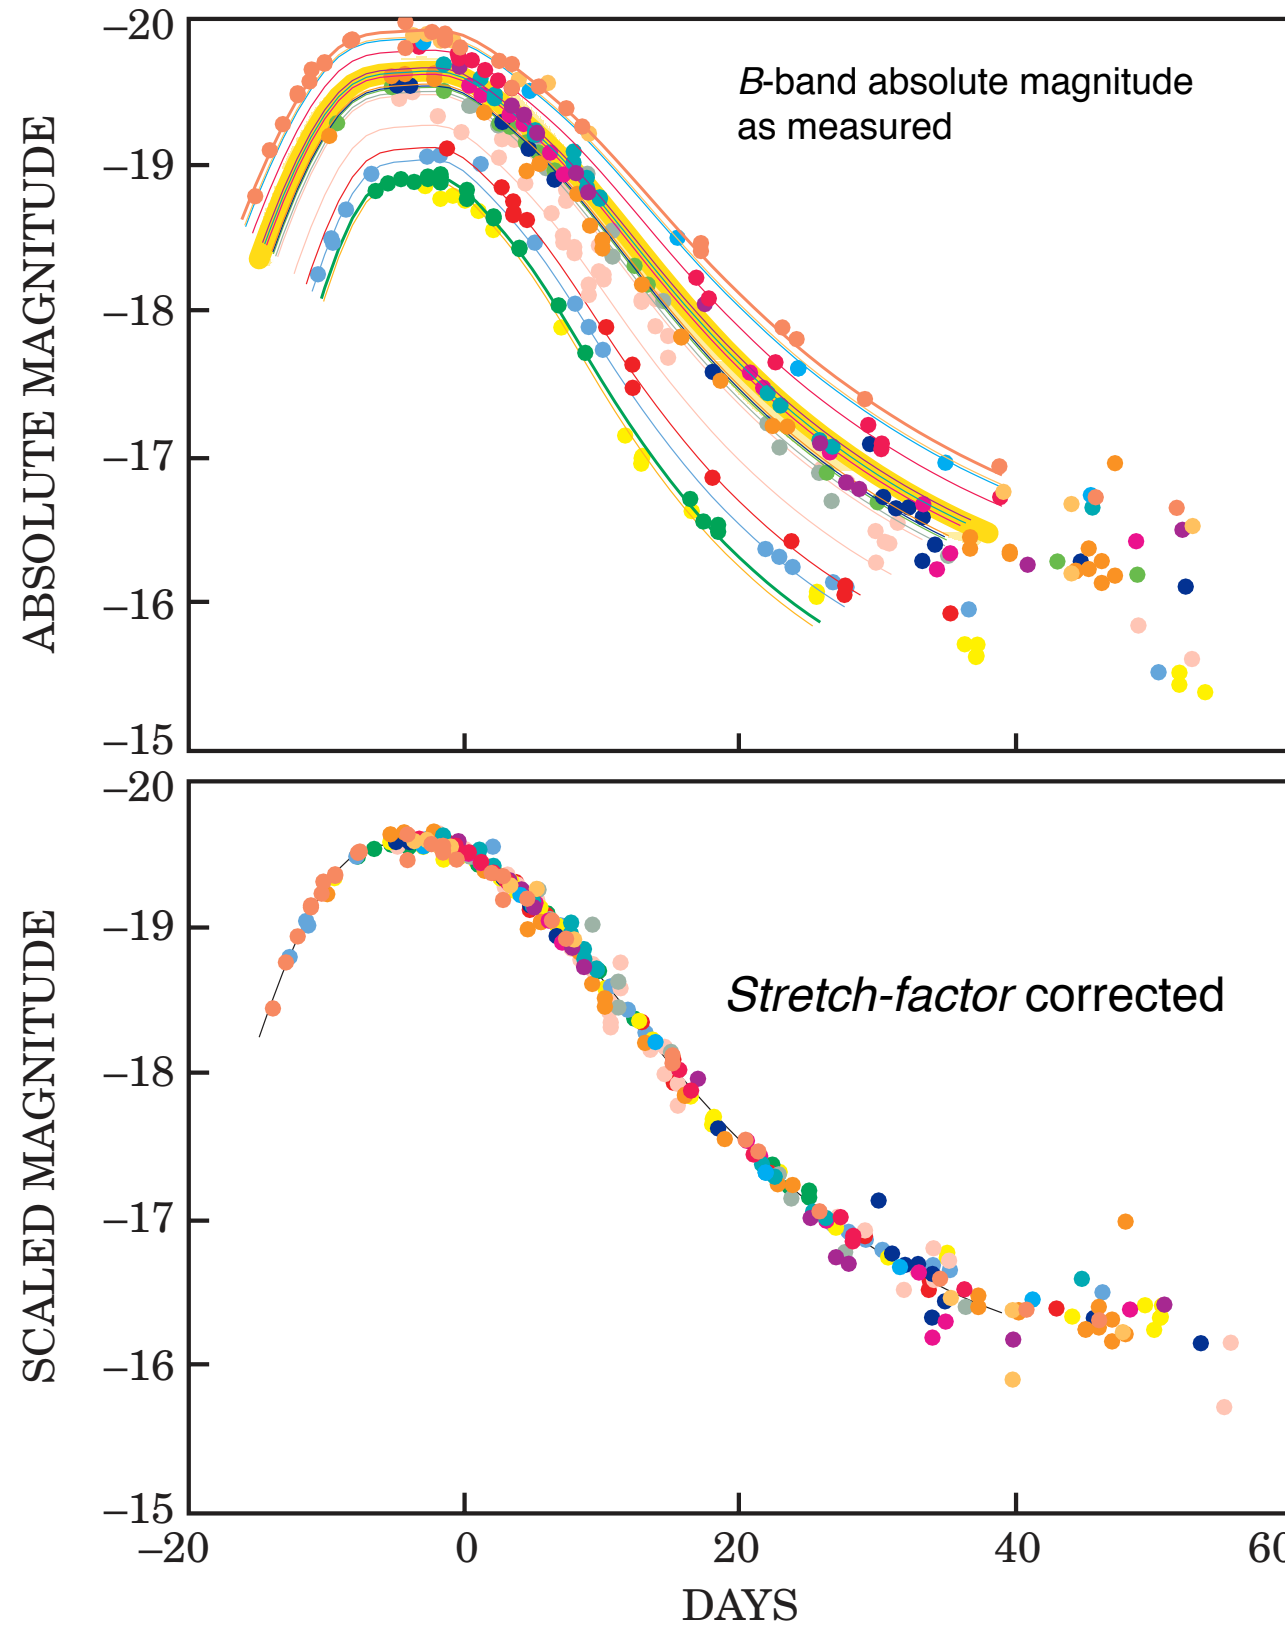 –20
B-band absolute magnitude
as measured
–19
–18
–17
–16
–15
ABSOLUTE MAGNITUDE
–20
–19
Stretch-factor corrected
–18
–17
–16
–15
SCALED MAGNITUDE
–20 0 20 40 60
DAYS